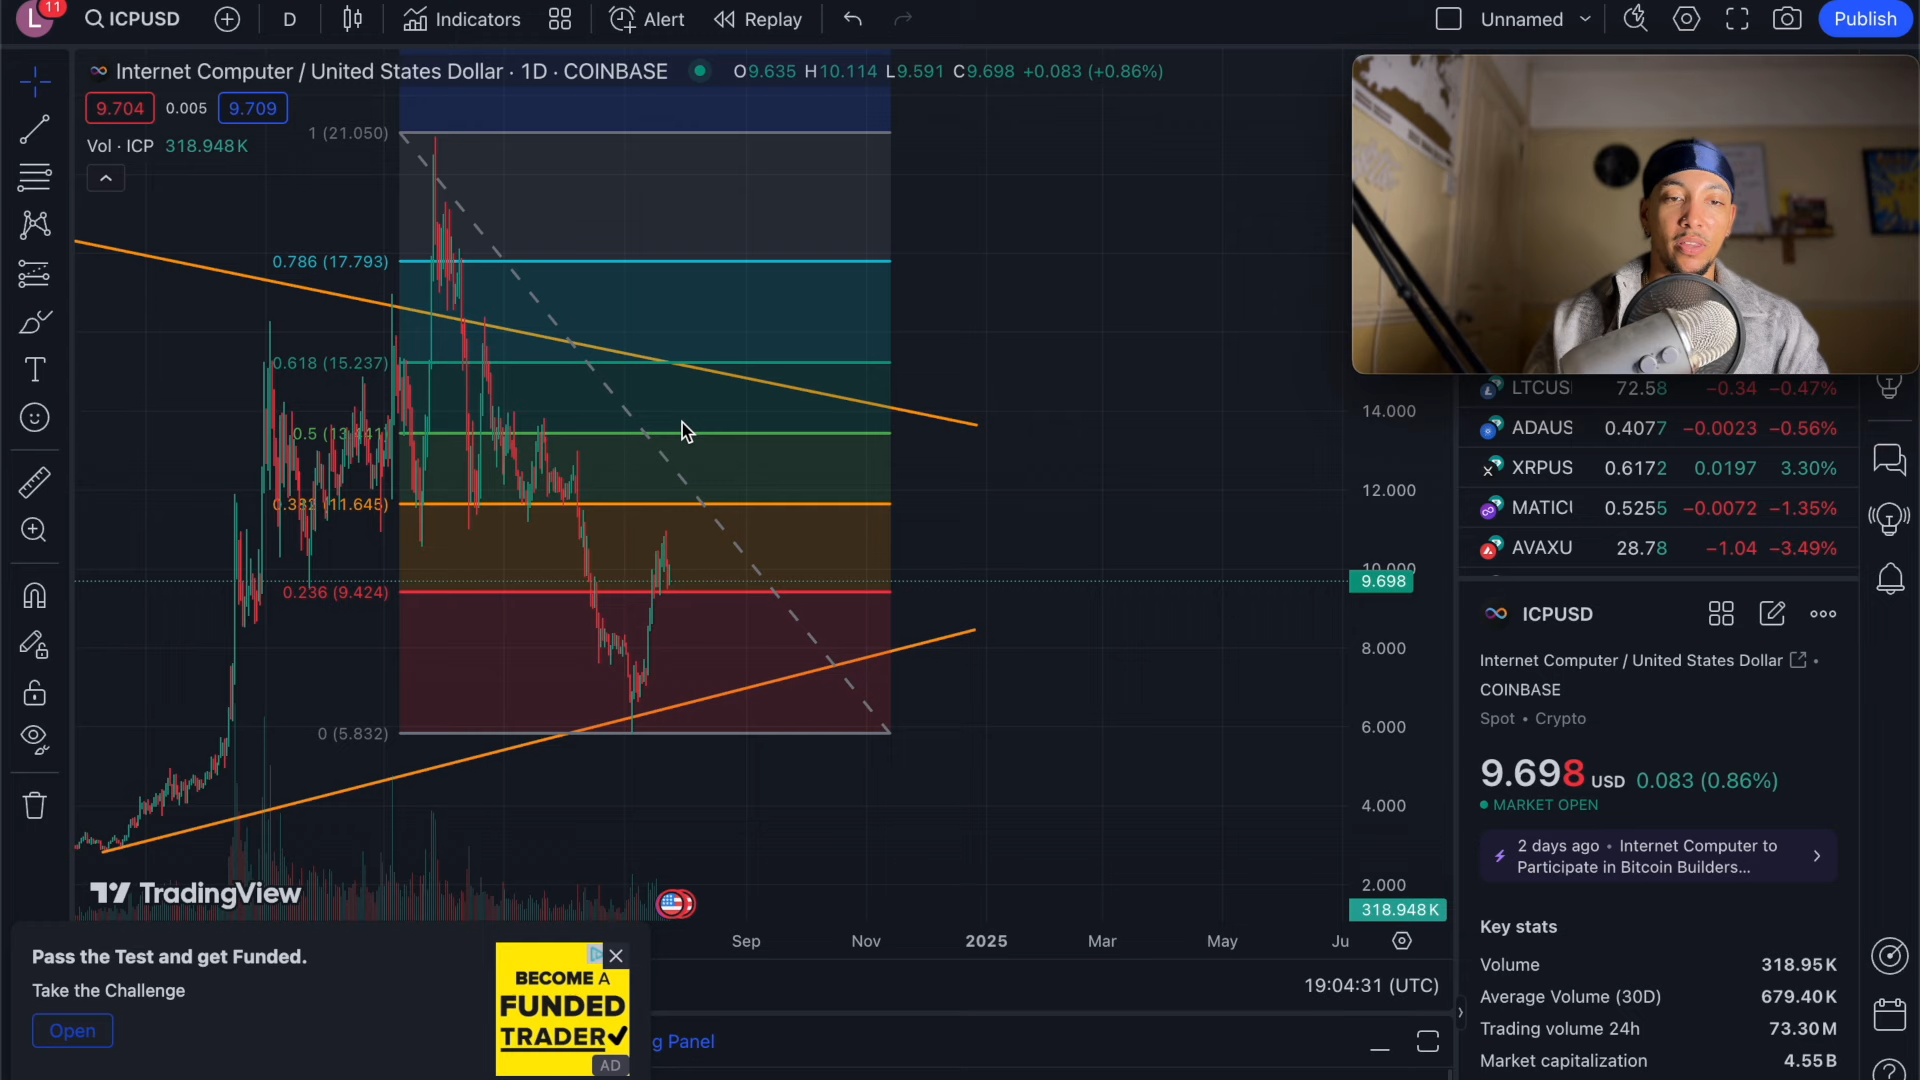 L
11
ICPUSD
D
Indicators
Alert
Replay
Unnamed
Publish
Internet Computer / United States Dollar · 1D · COINBASE
O9.635 H10.114 L9.591 C9.698 +0.083 (+0.86%)
9.704 0.005 9.709
Vol · ICP 318.948K
1 (21.050)
0.786 (17.793)
0.618 (15.237)
0.382 (11.645)
0.236 (9.424)
0 (5.832)
14.000
12.000
10.000
9.698
8.000
6.000
4.000
2.000
318.948K
TradingView
Sep Nov 2025 Mar May Ju
19:04:31 (UTC)
g Panel
Pass the Test and get Funded.
Take the Challenge
Open
BECOME A
FUNDED
TRADER
AD
LTCUS 72.58 −0.34 −0.47%
ADAUS 0.4077 −0.0023 −0.56%
XRPUS 0.6172 0.0197 3.30%
MATICU 0.5255 −0.0072 −1.35%
AVAXU 28.78 −1.04 −3.49%
ICPUSD
Internet Computer / United States Dollar •
COINBASE
Spot • Crypto
9.698 USD 0.083 (0.86%)
MARKET OPEN
2 days ago • Internet Computer to
Participate in Bitcoin Builders...
Key stats
Volume 318.95K
Average Volume (30D) 679.40K
Trading volume 24h 73.30M
Market capitalization 4.55B